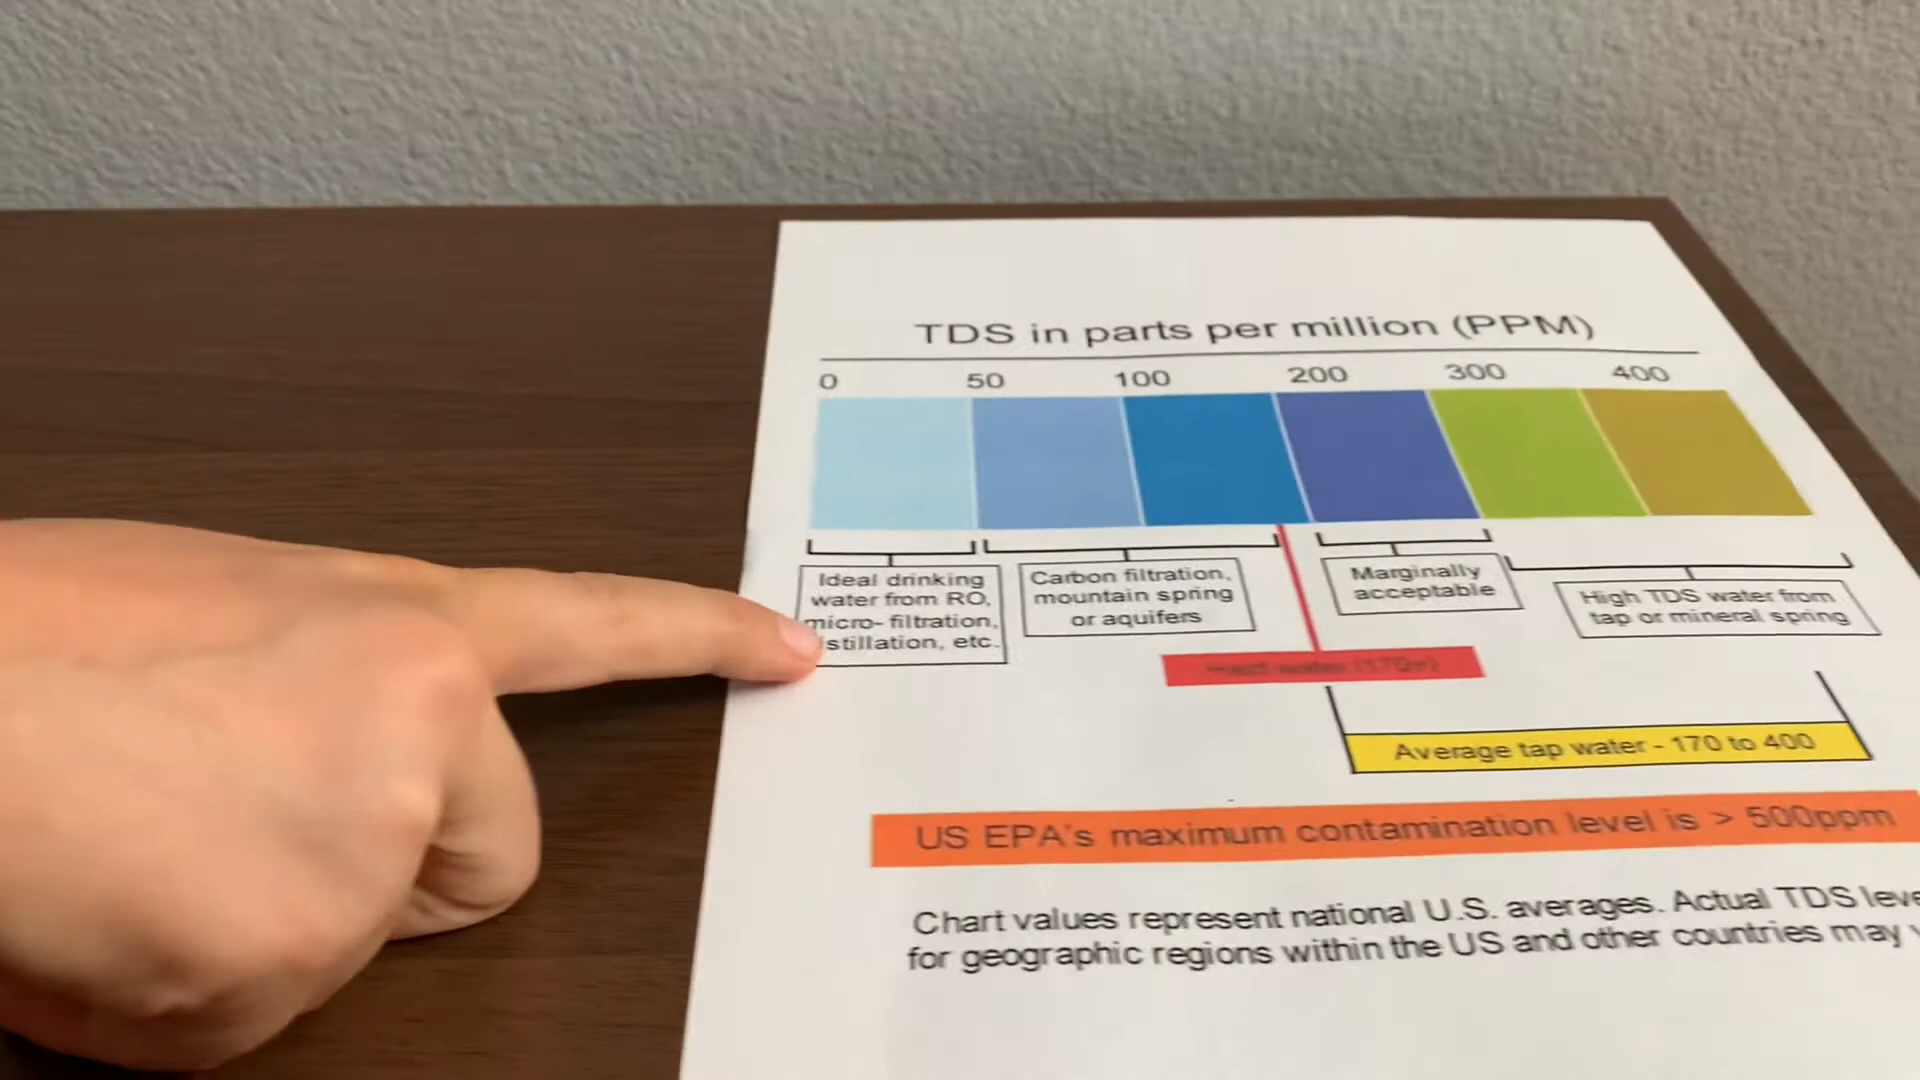 TDS in parts per million (PPM)
0 50 100 200 300 400
Ideal drinking
water from RO,
micro- filtration,
istillation, etc.
Carbon filtration,
mountain spring
or aquifers
Marginally
acceptable
High TDS water from
tap or mineral spring
Hard water (170+)
Average tap water - 170 to 400
US EPA's maximum contamination level is > 500ppm
Chart values represent national U.S. averages. Actual TDS leve
for geographic regions within the US and other countries may